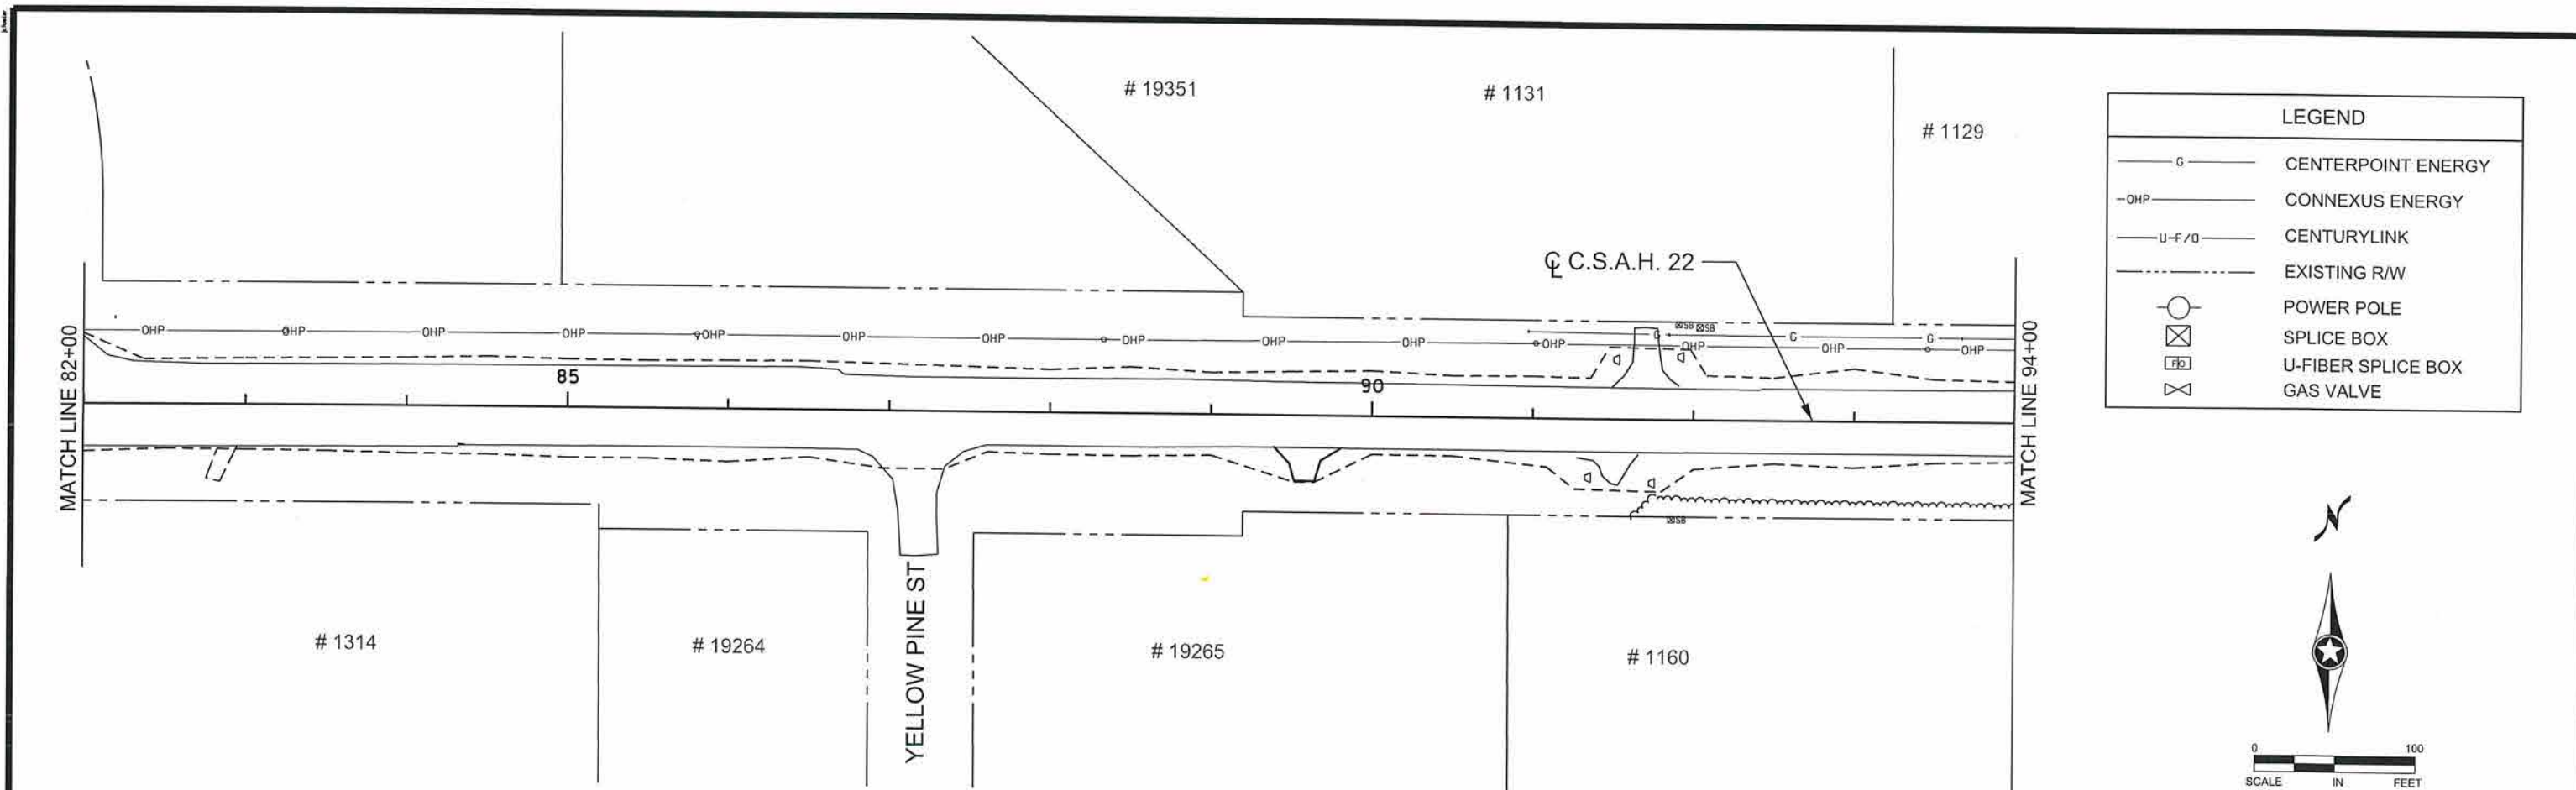 # 19351
# 1131
# 1129
LEGEND
G CENTERPOINT ENERGY
OHP CONNEXUS ENERGY
U-F/O CENTURYLINK
EXISTING R/W
POWER POLE
SPLICE BOX
F/O U-FIBER SPLICE BOX
GAS VALVE
℄ C.S.A.H. 22
MATCH LINE 82+00
OHP OHP OHP OHP OHP OHP OHP OHP OHP OHP OHP OHP OHP OHP
G G G
SB SB
85
90
MATCH LINE 94+00
SB
YELLOW PINE ST
# 1314
# 19264
# 19265
# 1160
N
0 100
SCALE IN FEET